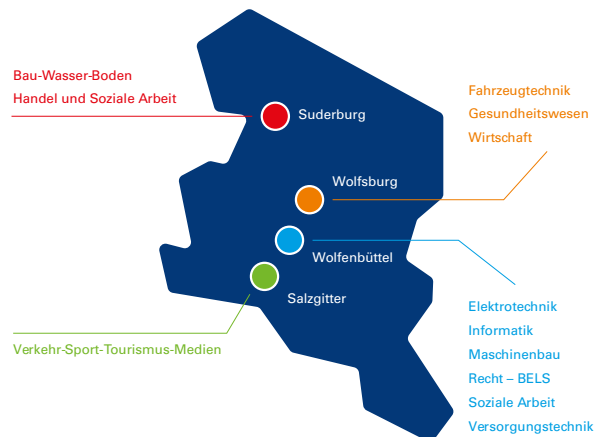 Bau-Wasser-Boden
Handel und Soziale Arbeit
Suderburg
Fahrzeugtechnik
Gesundheitswesen
Wirtschaft
Wolfsburg
Wolfenbüttel
Salzgitter
Verkehr-Sport-Tourismus-Medien
Elektrotechnik
Informatik
Maschinenbau
Recht – BELS
Soziale Arbeit
Versorgungstechnik